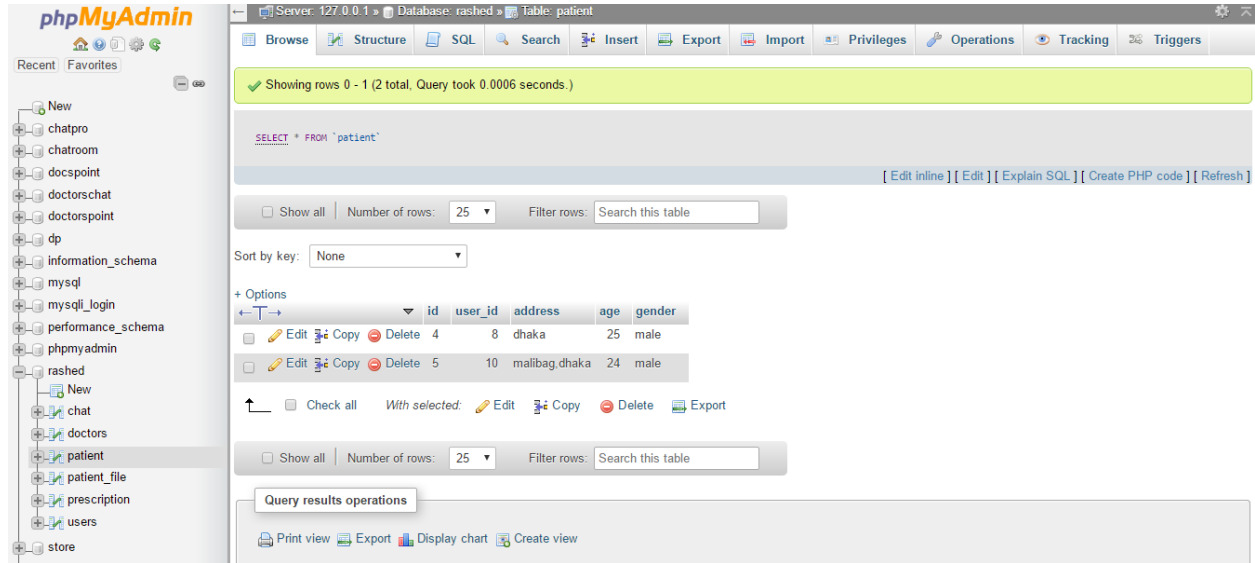 phpMyAdmin
Recent Favorites
New
chatpro
chatroom
docspoint
doctorschat
doctorspoint
dp
information_schema
mysql
mysqli_login
performance_schema
phpmyadmin
rashed
New
chat
doctors
patient
patient_file
prescription
users
store
Server: 127.0.0.1 » Database: rashed » Table: patient
Browse Structure SQL Search Insert Export Import Privileges Operations Tracking Triggers
Showing rows 0 - 1 (2 total, Query took 0.0006 seconds.)
SELECT * FROM `patient`
[ Edit inline ] [ Edit ] [ Explain SQL ] [ Create PHP code ] [ Refresh ]
Show all Number of rows: 25 Filter rows: Search this table
Sort by key: None
+ Options
id user_id address age gender
Edit Copy Delete 4 8 dhaka 25 male
Edit Copy Delete 5 10 malibag,dhaka 24 male
Check all With selected: Edit Copy Delete Export
Show all Number of rows: 25 Filter rows: Search this table
Query results operations
Print view Export Display chart Create view